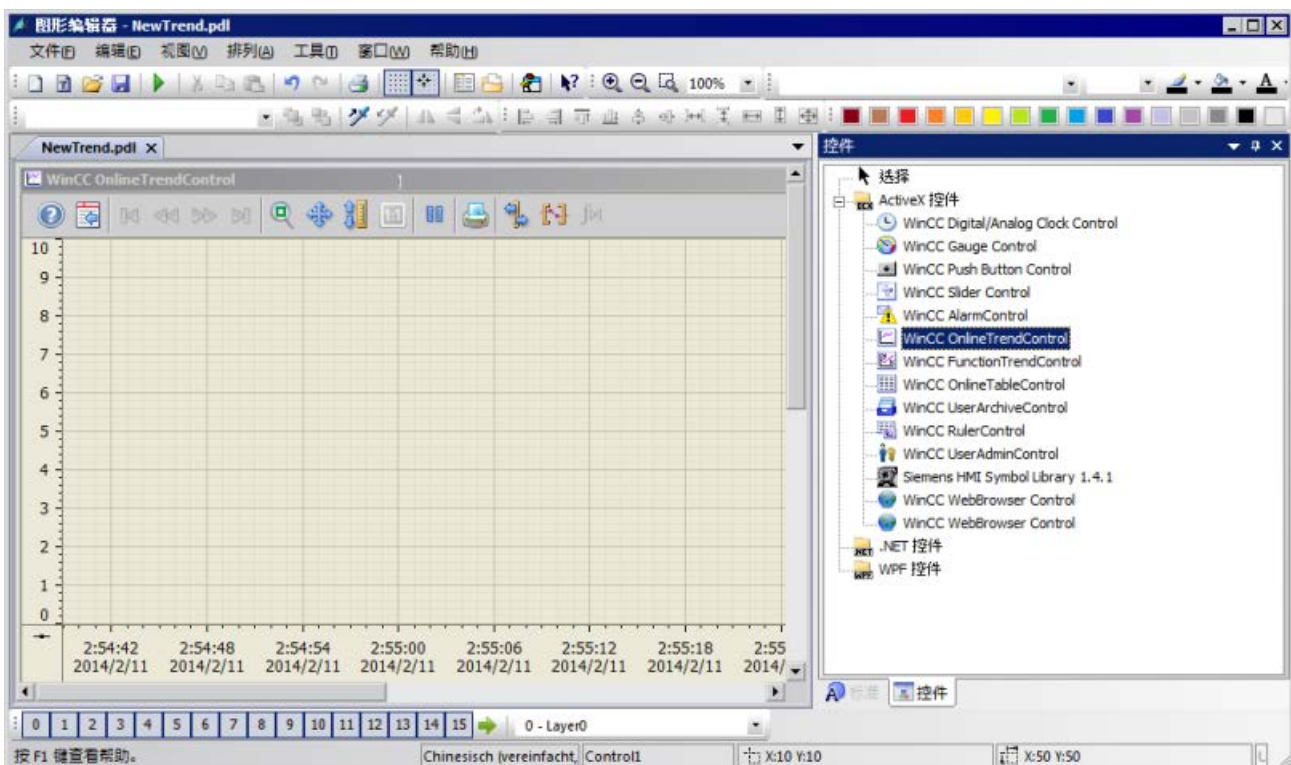 图形编辑器 - NewTrend.pdl
文件(F) 编辑(E) 视图(V) 排列(A) 工具(T) 窗口(W) 帮助(H)
100%
A
NewTrend.pdl
WinCC OnlineTrendControl
10
9
8
7
6
5
4
3
2
1
0
2:54:42 2:54:48 2:54:54 2:55:00 2:55:06 2:55:12 2:55:18 2:55
2014/2/11 2014/2/11 2014/2/11 2014/2/11 2014/2/11 2014/2/11 2014/2/11 2014/
控件
选择
ActiveX 控件
WinCC Digital/Analog Clock Control
WinCC Gauge Control
WinCC Push Button Control
WinCC Slider Control
WinCC AlarmControl
WinCC OnlineTrendControl
WinCC FunctionTrendControl
WinCC OnlineTableControl
WinCC UserArchiveControl
WinCC RulerControl
WinCC UserAdminControl
Siemens HMI Symbol Library 1.4.1
WinCC WebBrowser Control
WinCC WebBrowser Control
.NET 控件
WPF 控件
标准 控件
0 1 2 3 4 5 6 7 8 9 10 11 12 13 14 15 0 - Layer0
按 F1 键查看帮助。 Chinesisch (vereinfacht, Control1 X:10 Y:10 X:50 Y:50